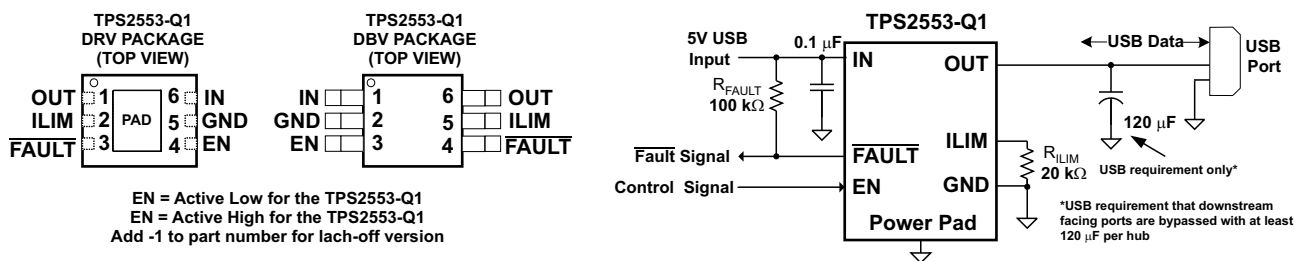 TPS2553-Q1
DRV PACKAGE
(TOP VIEW)
OUT 1 6 IN
ILIM 2 PAD 5 GND
FAULT 3 4 EN
TPS2553-Q1
DBV PACKAGE
(TOP VIEW)
IN 1 6 OUT
GND 2 5 ILIM
EN 3 4 FAULT
EN = Active Low for the TPS2553-Q1
EN = Active High for the TPS2553-Q1
Add -1 to part number for lach-off version
TPS2553-Q1
5V USB
Input
0.1 μF
RFAULT
100 kΩ
IN
OUT
USB Data
USB
Port
120 μF
USB requirement only*
Fault Signal
FAULT
ILIM
RILIM
20 kΩ
Control Signal
EN
GND
Power Pad
*USB requirement that downstream
facing ports are bypassed with at least
120 μF per hub